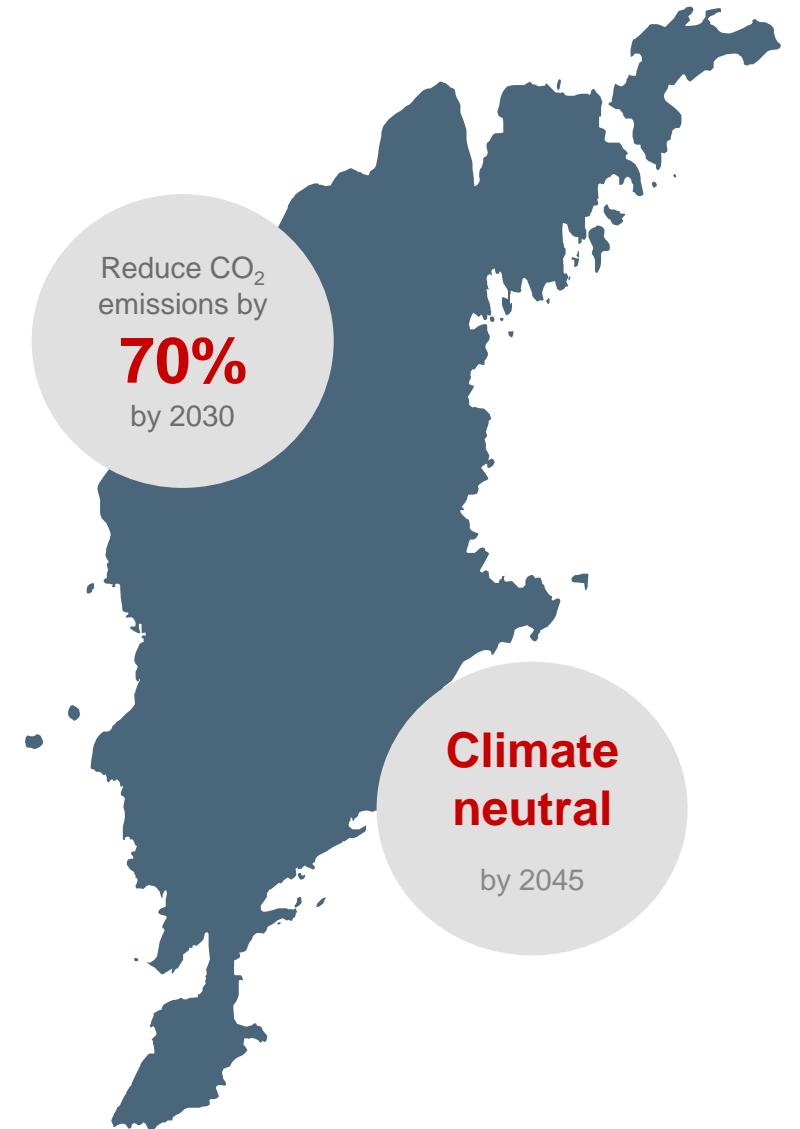 Reduce CO₂
emissions by
70%
by 2030
Climate
neutral
by 2045